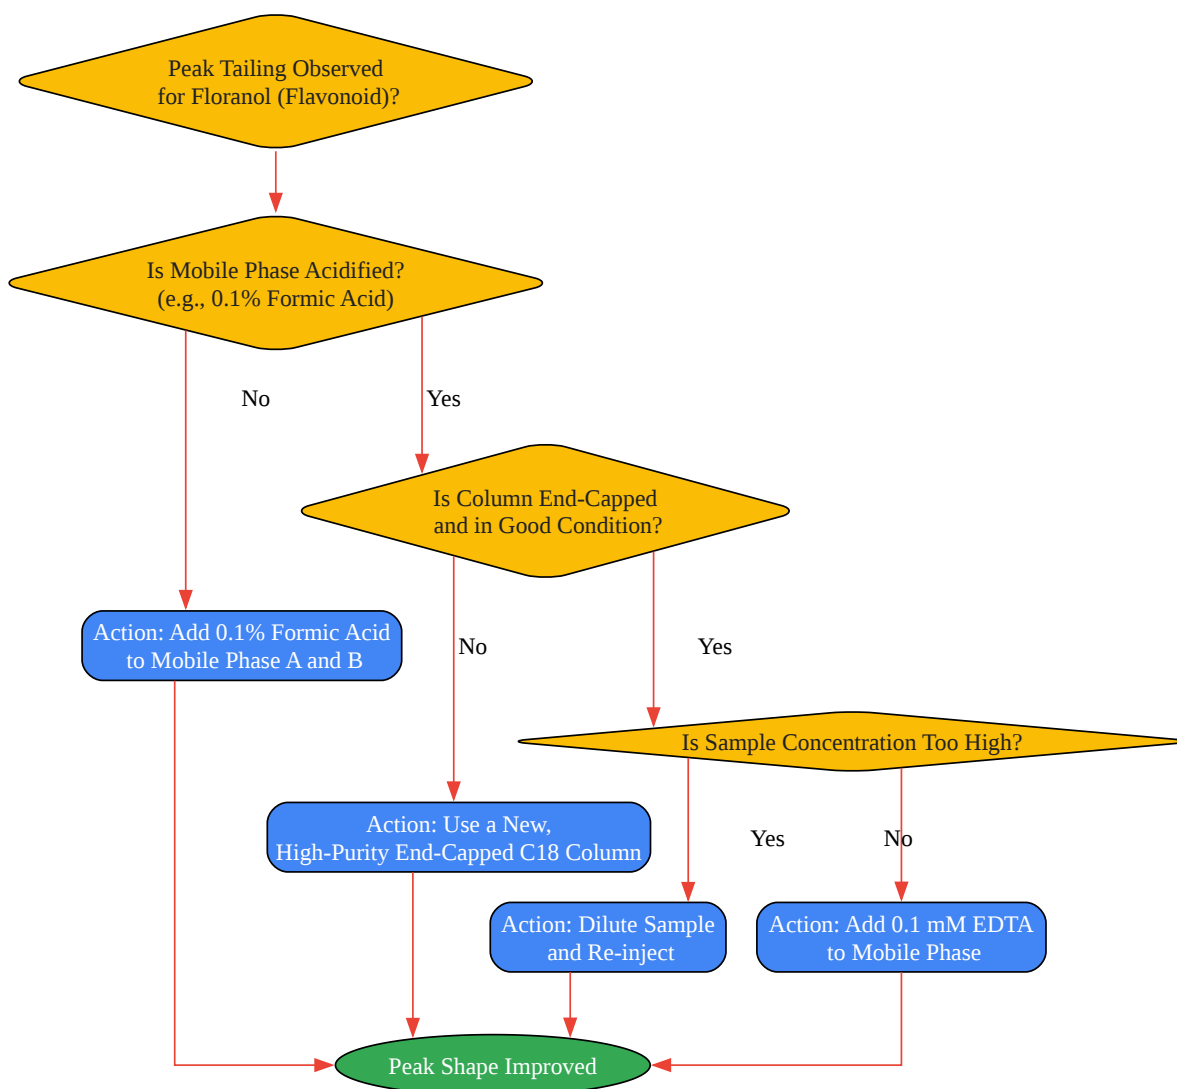 Peak Tailing Observed
for Floranol (Flavonoid)?
Is Mobile Phase Acidified?
(e.g., 0.1% Formic Acid)
No
Yes
Is Column End-Capped
and in Good Condition?
Action: Add 0.1% Formic Acid
to Mobile Phase A and B
No
Yes
Is Sample Concentration Too High?
Action: Use a New,
High-Purity End-Capped C18 Column
Yes
No
Action: Dilute Sample
and Re-inject
Action: Add 0.1 mM EDTA
to Mobile Phase
Peak Shape Improved